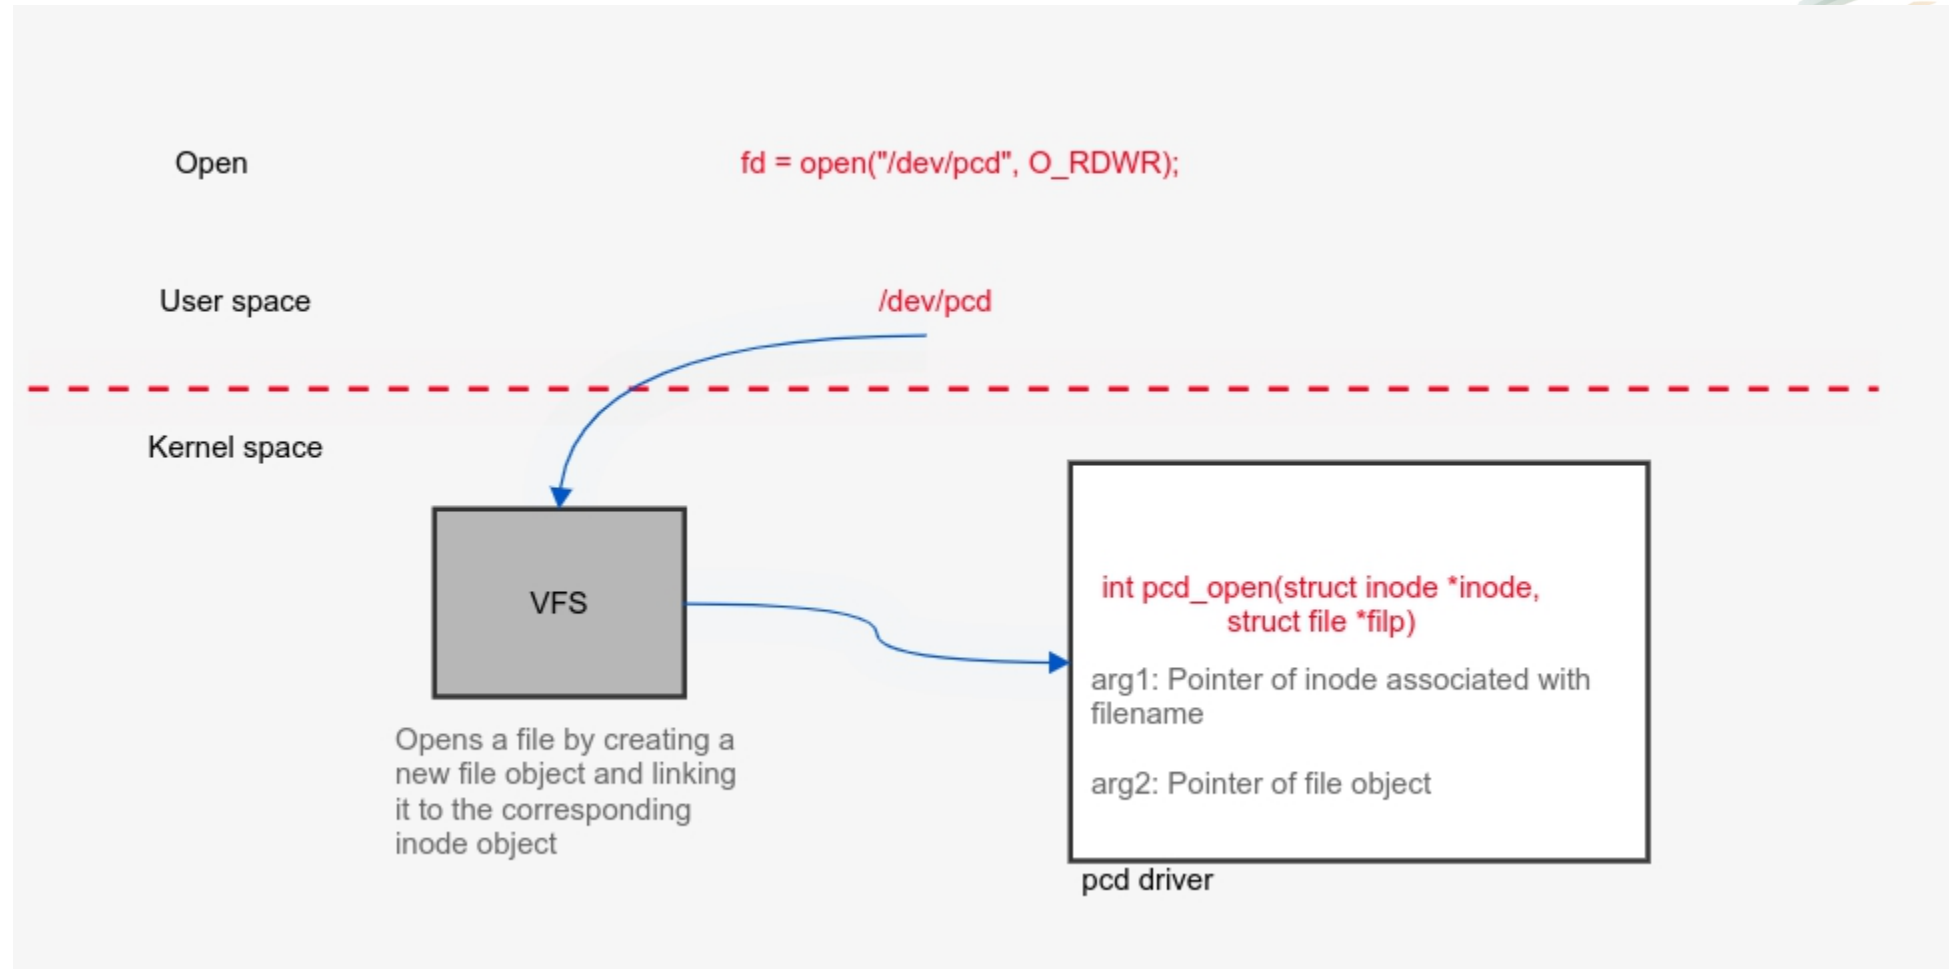 Open
fd = open("/dev/pcd", O_RDWR);
User space
/dev/pcd
Kernel space
VFS
Opens a file by creating a
new file object and linking
it to the corresponding
inode object
int pcd_open(struct inode *inode,
struct file *filp)
arg1: Pointer of inode associated with
filename
arg2: Pointer of file object
pcd driver